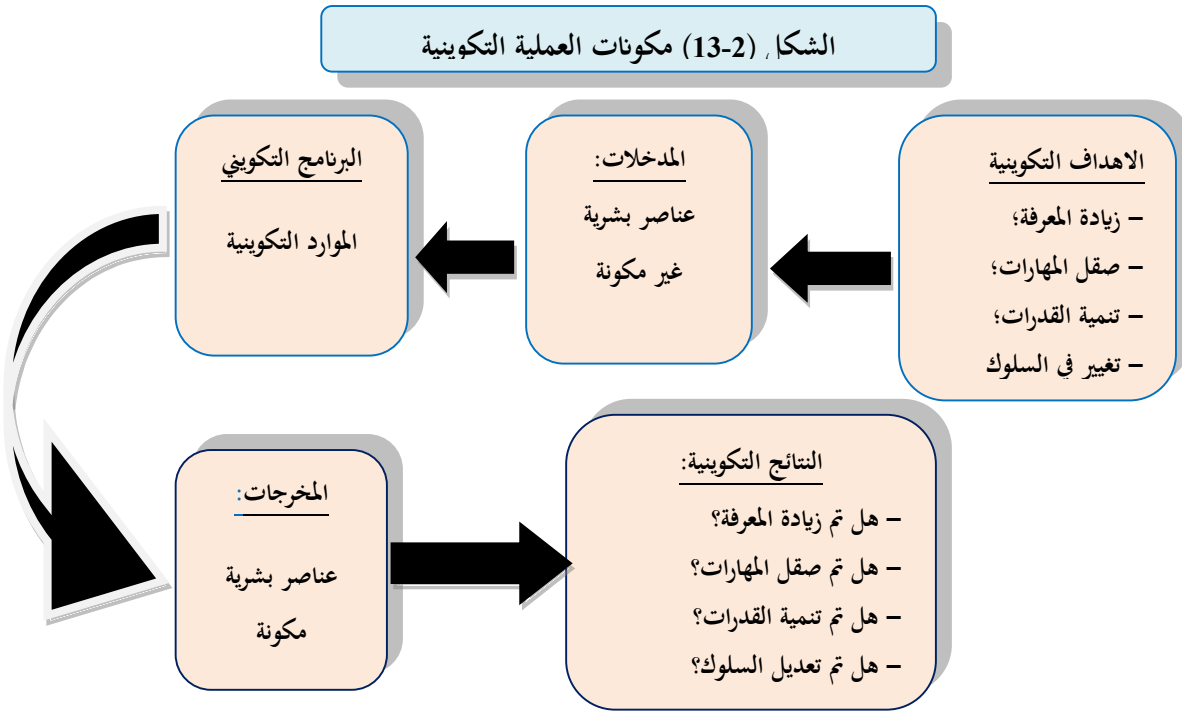 الشكل (2-13) مكونات العملية التكوينية
الاهداف التكوينية
– زيادة المعرفة؛
– صقل المهارات؛
– تنمية القدرات؛
– تغيير في السلوك
المدخلات:
عناصر بشرية
غير مكونة
البرنامج التكويني
الموارد التكوينية
المخرجات:
عناصر بشرية
مكونة
النتائج التكوينية:
– هل تم زيادة المعرفة؟
– هل تم صقل المهارات؟
– هل تم تنمية القدرات؟
– هل تم تعديل السلوك؟